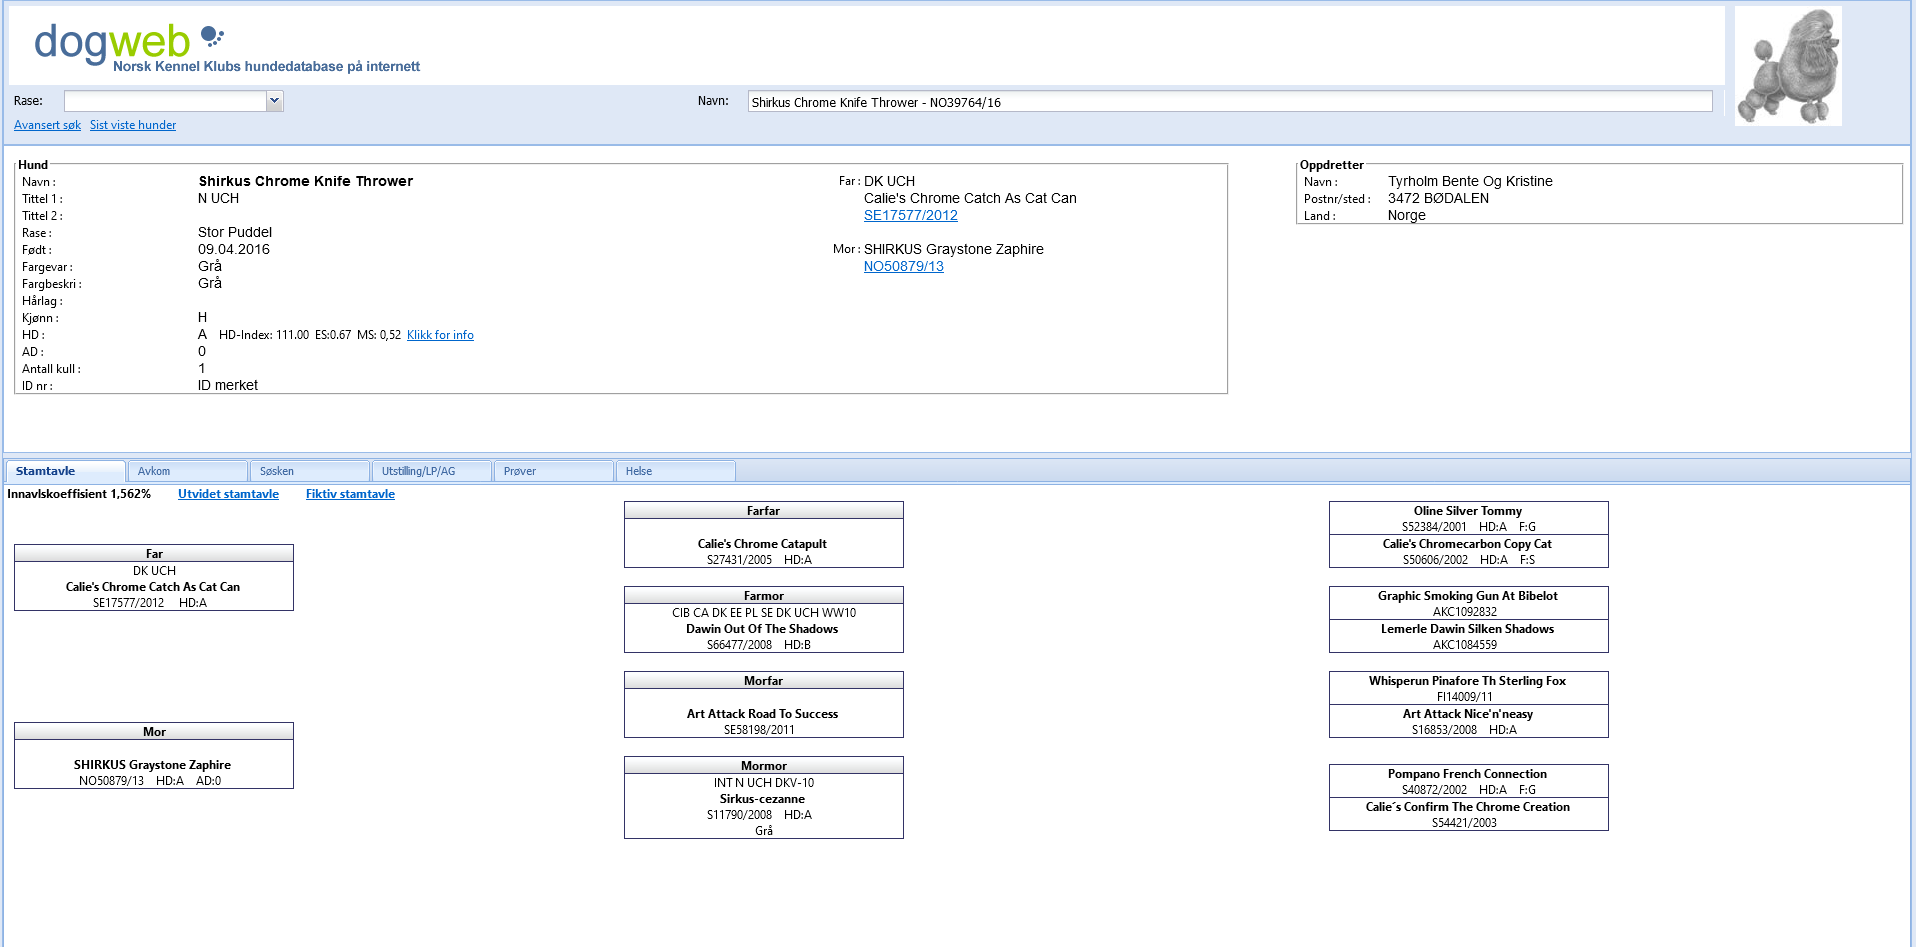 dogweb
Norsk Kennel Klubs hundedatabase på internett
Rase:
Navn: Shirkus Chrome Knife Thrower - NO39764/16
Avansert søk Sist viste hunder
Hund
Navn : Shirkus Chrome Knife Thrower
Tittel 1 : N UCH
Tittel 2 :
Rase : Stor Puddel
Født : 09.04.2016
Fargevar : Grå
Fargbeskri : Grå
Hårlag :
Kjønn : H
HD : A HD-Index: 111.00 ES:0.67 MS: 0,52 Klikk for info
AD : 0
Antall kull : 1
ID nr : ID merket
Far : DK UCH
Calie's Chrome Catch As Cat Can
SE17577/2012
Mor : SHIRKUS Graystone Zaphire
NO50879/13
Oppdretter
Navn : Tyrholm Bente Og Kristine
Postnr/sted : 3472 BØDALEN
Land : Norge
Stamtavle Avkom Søsken Utstilling/LP/AG Prøver Helse
Innavlskoeffisient 1,562% Utvidet stamtavle Fiktiv stamtavle
Far
DK UCH
Calie's Chrome Catch As Cat Can
SE17577/2012 HD:A
Mor
SHIRKUS Graystone Zaphire
NO50879/13 HD:A AD:0
Farfar
Calie's Chrome Catapult
S27431/2005 HD:A
Farmor
CIB CA DK EE PL SE DK UCH WW10
Dawin Out Of The Shadows
S66477/2008 HD:B
Morfar
Art Attack Road To Success
SE58198/2011
Mormor
INT N UCH DKV-10
Sirkus-cezanne
S11790/2008 HD:A
Grå
Oline Silver Tommy
S52384/2001 HD:A F:G
Calie's Chromecarbon Copy Cat
S50606/2002 HD:A F:S
Graphic Smoking Gun At Bibelot
AKC1092832
Lemerle Dawin Silken Shadows
AKC1084559
Whisperun Pinafore Th Sterling Fox
FI14009/11
Art Attack Nice'n'neasy
S16853/2008 HD:A
Pompano French Connection
S40872/2002 HD:A F:G
Calie´s Confirm The Chrome Creation
S54421/2003